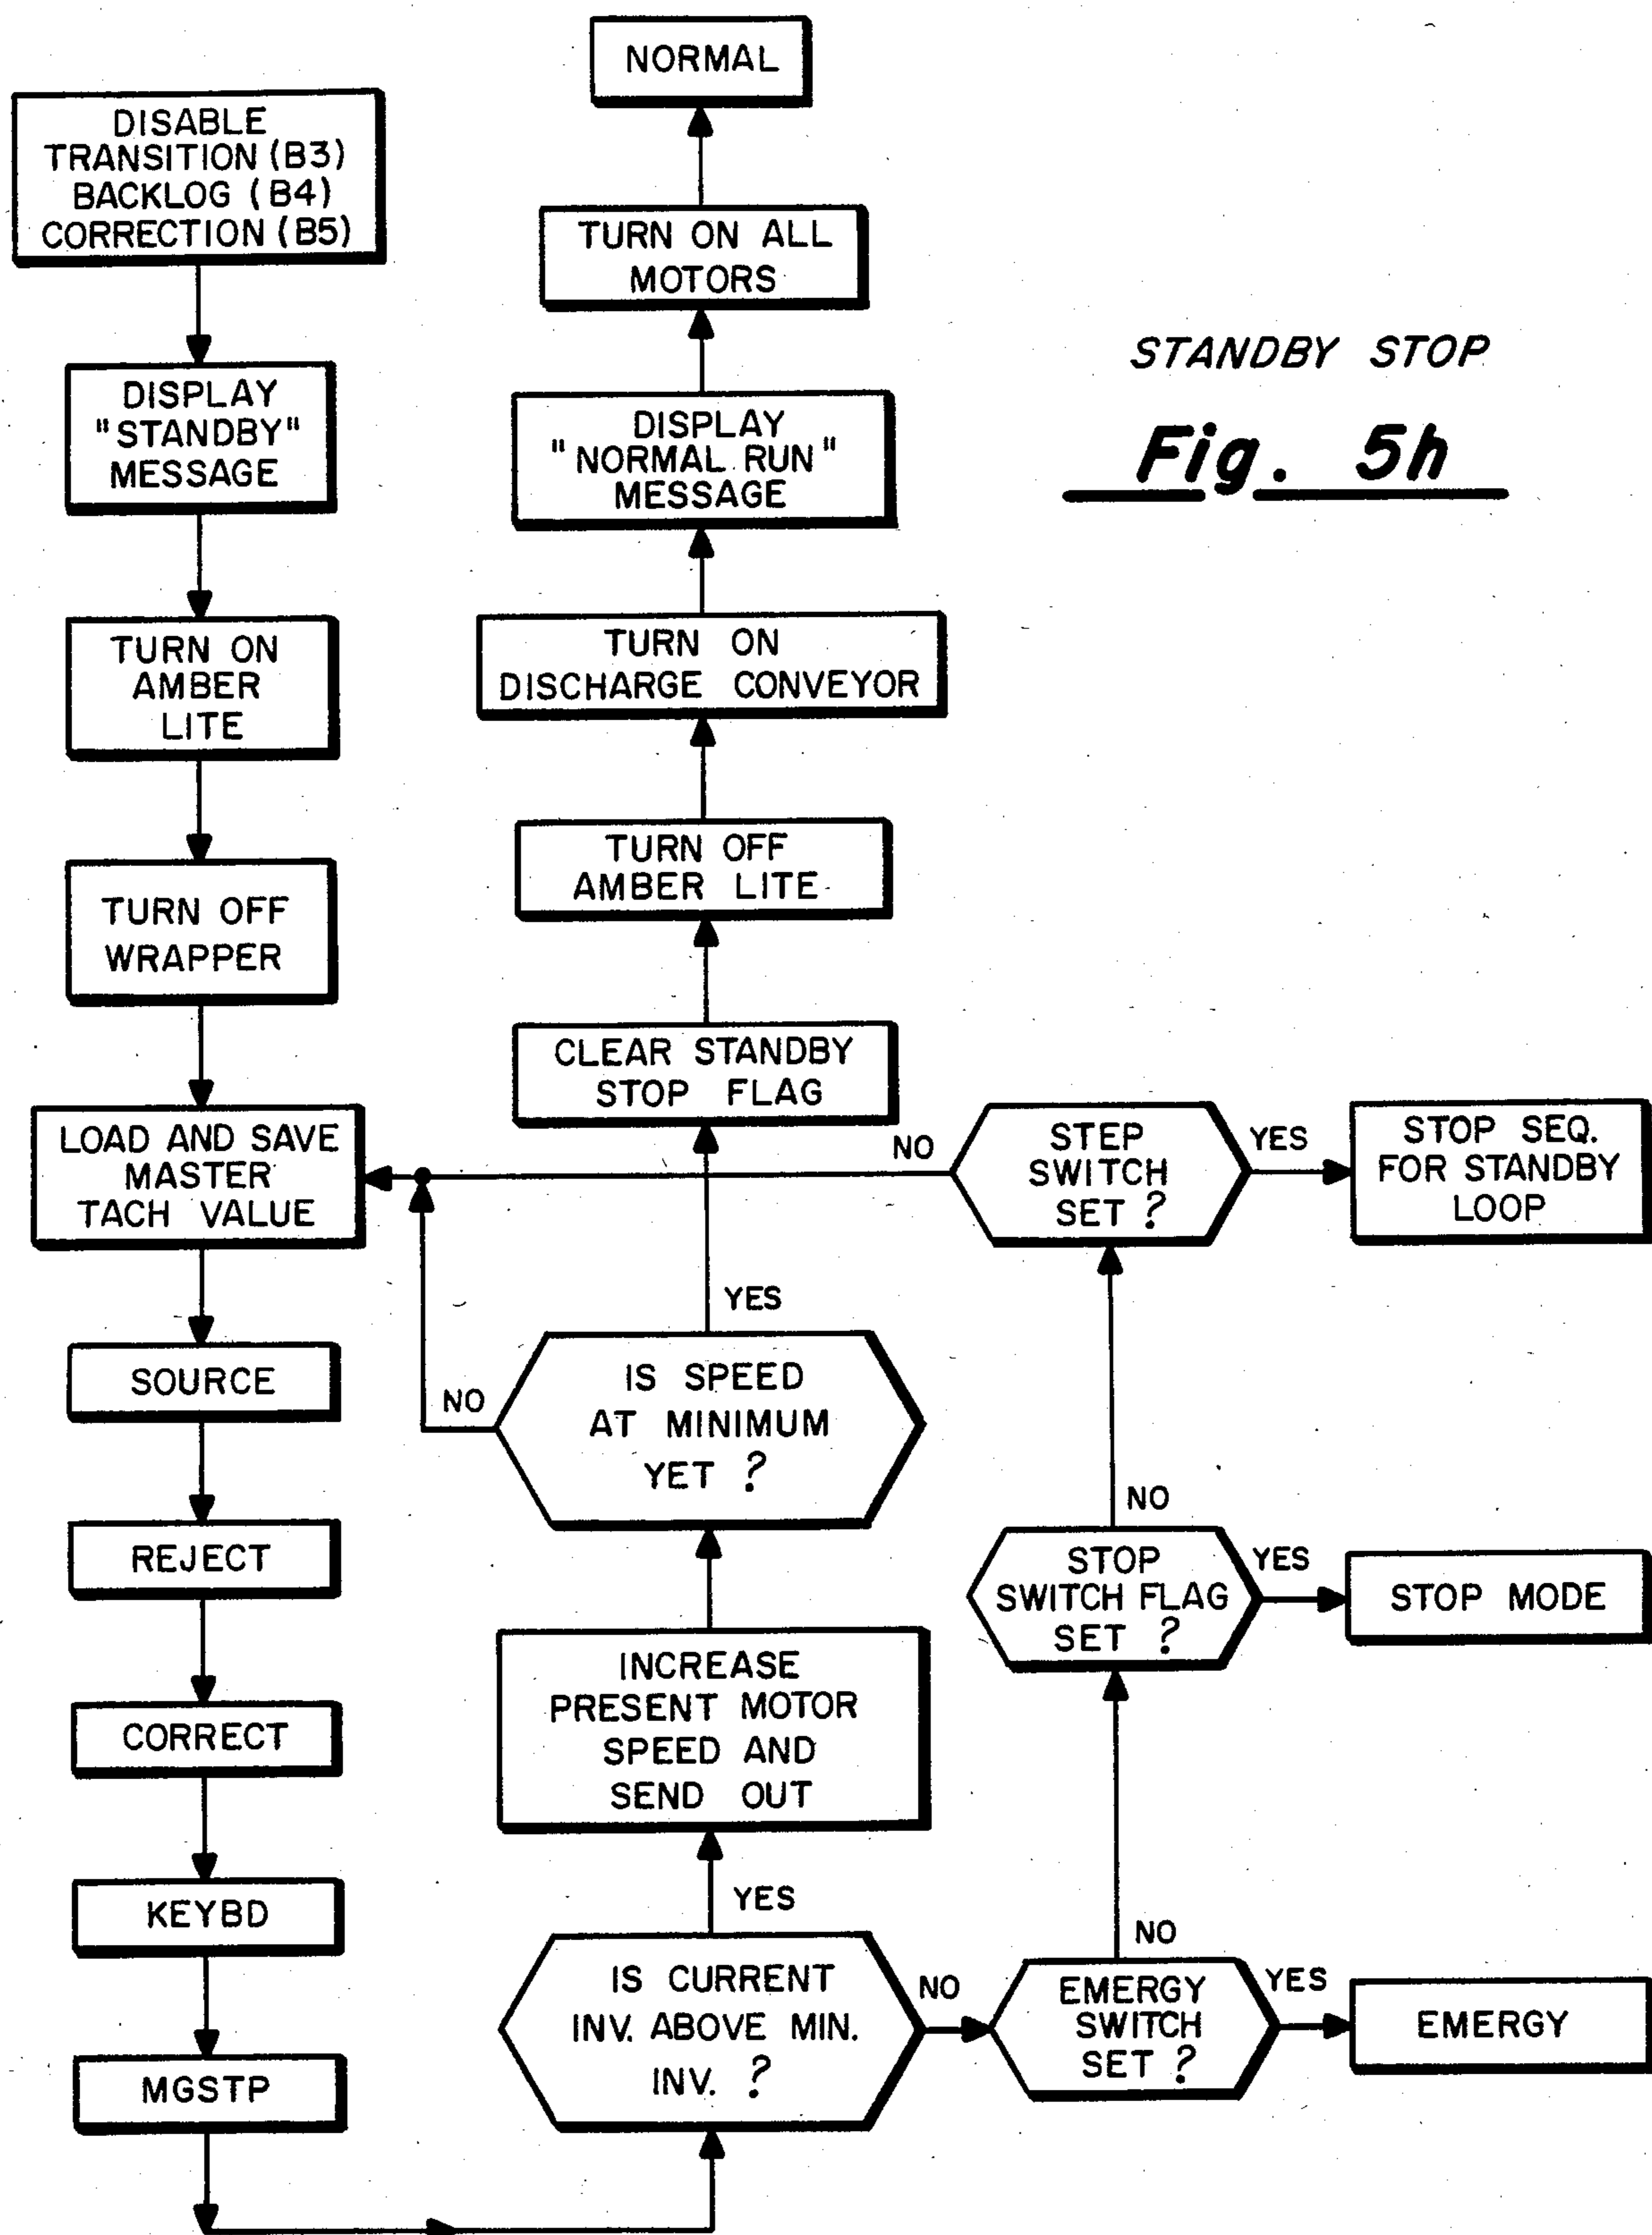 NORMAL
DISABLE
TRANSITION (B3)
BACKLOG (B4)
CORRECTION (B5)
TURN ON ALL
MOTORS
STANDBY STOP
Fig. 5h
DISPLAY
"STANDBY"
MESSAGE
DISPLAY
"NORMAL RUN"
MESSAGE
TURN ON
AMBER
LITE
TURN ON
DISCHARGE CONVEYOR
TURN OFF
WRAPPER
TURN OFF
AMBER LITE
CLEAR STANDBY
STOP FLAG
LOAD AND SAVE
MASTER
TACH VALUE
NO
STEP
SWITCH
SET ?
YES
STOP SEQ.
FOR STANDBY
LOOP
YES
SOURCE
NO
IS SPEED
AT MINIMUM
YET ?
NO
REJECT
STOP
SWITCH FLAG
SET ?
YES
STOP MODE
INCREASE
PRESENT MOTOR
SPEED AND
SEND OUT
CORRECT
YES
KEYBD
NO
IS CURRENT
INV. ABOVE MIN.
INV. ?
NO
EMERGY
SWITCH
SET ?
YES
EMERGY
MGSTP